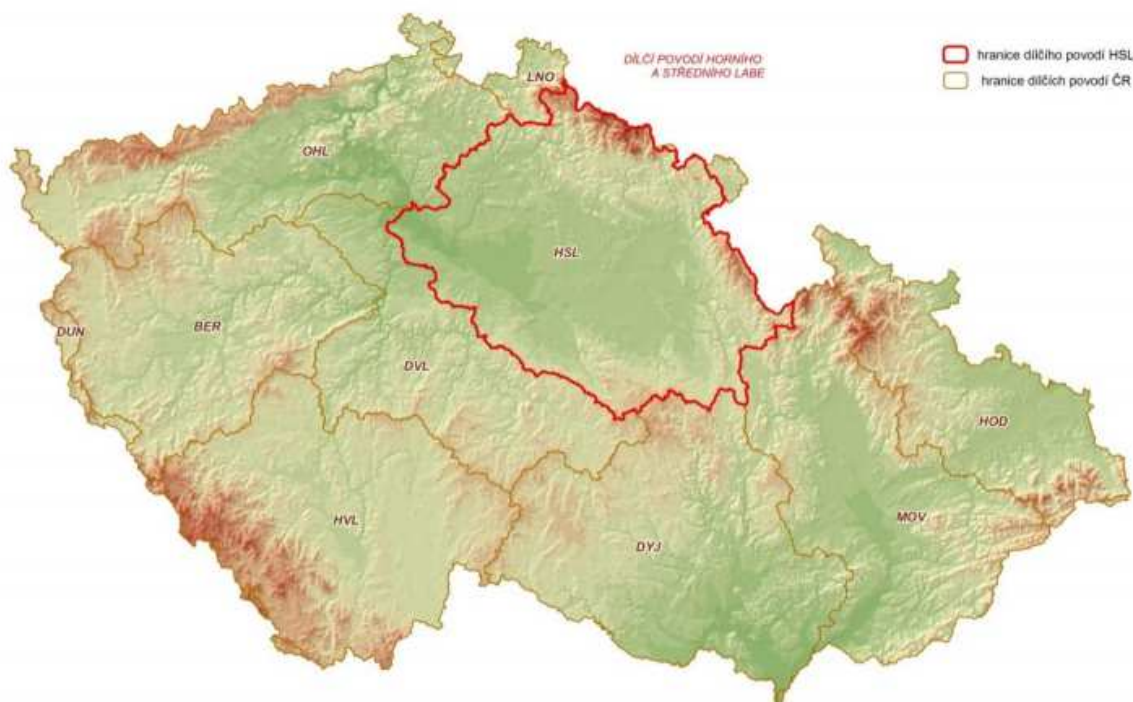 DÍLČÍ POVODÍ HORNÍHO
A STŘEDNÍHO LABE
hranice dílčího povodí HSL
hranice dílčích povodí ČR
LNO
OHL
HSL
DUN
BER
DVL
HOD
HVL
DYJ
MOV